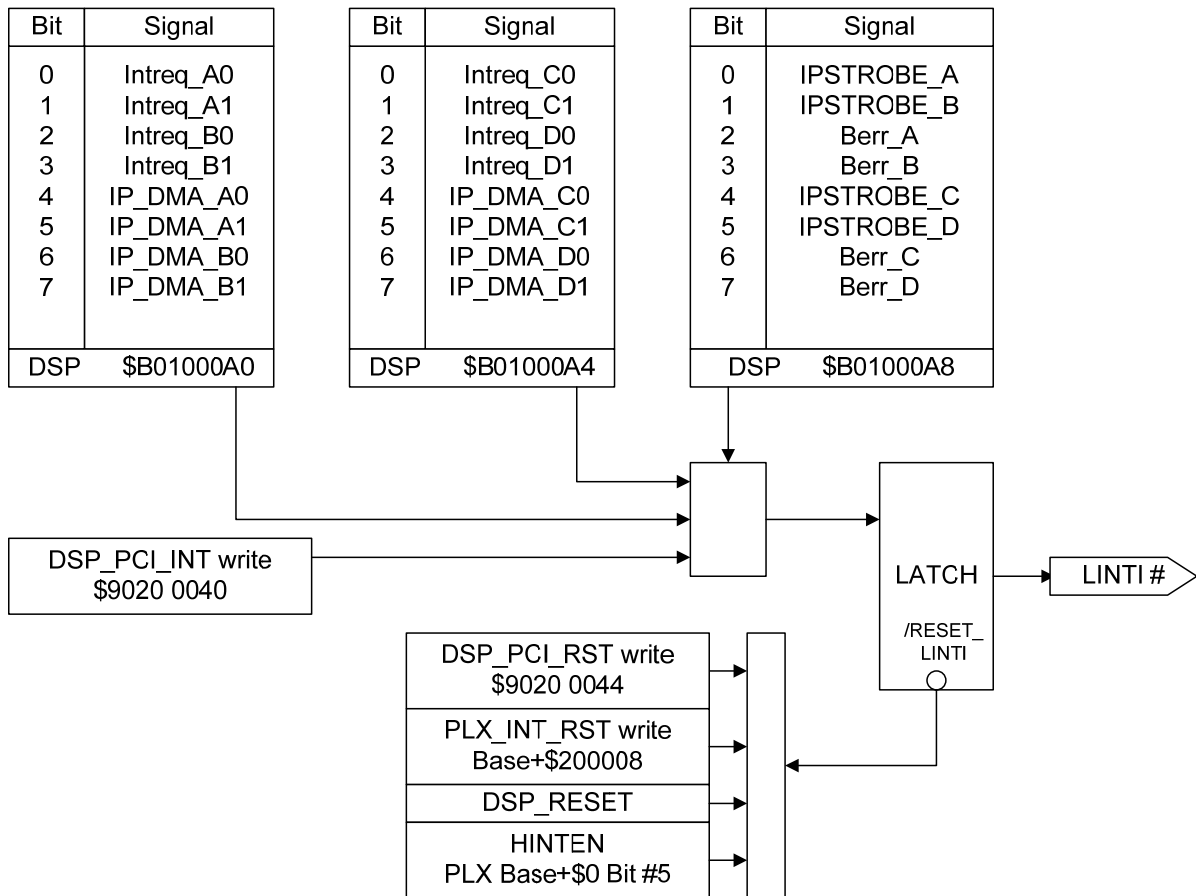 Bit Signal
0 Intreq_A0
1 Intreq_A1
2 Intreq_B0
3 Intreq_B1
4 IP_DMA_A0
5 IP_DMA_A1
6 IP_DMA_B0
7 IP_DMA_B1
DSP $B01000A0
Bit Signal
0 Intreq_C0
1 Intreq_C1
2 Intreq_D0
3 Intreq_D1
4 IP_DMA_C0
5 IP_DMA_C1
6 IP_DMA_D0
7 IP_DMA_D1
DSP $B01000A4
Bit Signal
0 IPSTROBE_A
1 IPSTROBE_B
2 Berr_A
3 Berr_B
4 IPSTROBE_C
5 IPSTROBE_D
6 Berr_C
7 Berr_D
DSP $B01000A8
DSP_PCI_INT write
$9020 0040
LATCH
/RESET_
LINTI
LINTI #
DSP_PCI_RST write
$9020 0044
PLX_INT_RST write
Base+$200008
DSP_RESET
HINTEN
PLX Base+$0 Bit #5